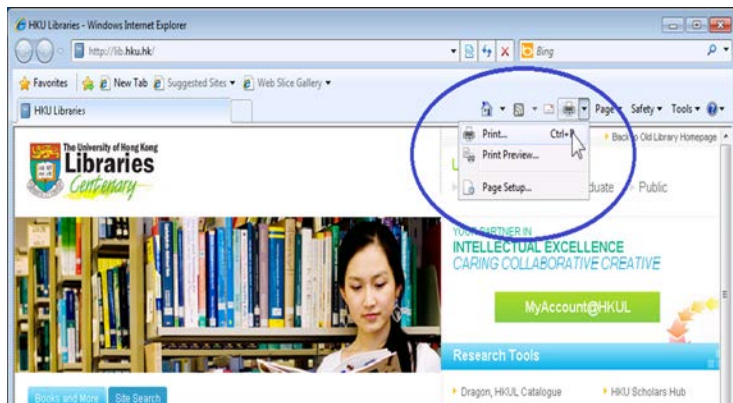 HKU Libraries - Windows Internet Explorer
http://lib.hku.hk/
Bing
Favorites New Tab Suggested Sites Web Slice Gallery
HKU Libraries
Page Safety Tools
Print... Ctrl+P
Print Preview...
Page Setup...
Back to Old Library Homepage
The University of Hong Kong
Libraries
Centenary
Public
YOUR PARTNER IN
INTELLECTUAL EXCELLENCE
CARING COLLABORATIVE CREATIVE
MyAccount@HKUL
Research Tools
Books and More Site Search
Dragon, HKUL Catalogue HKU Scholars Hub